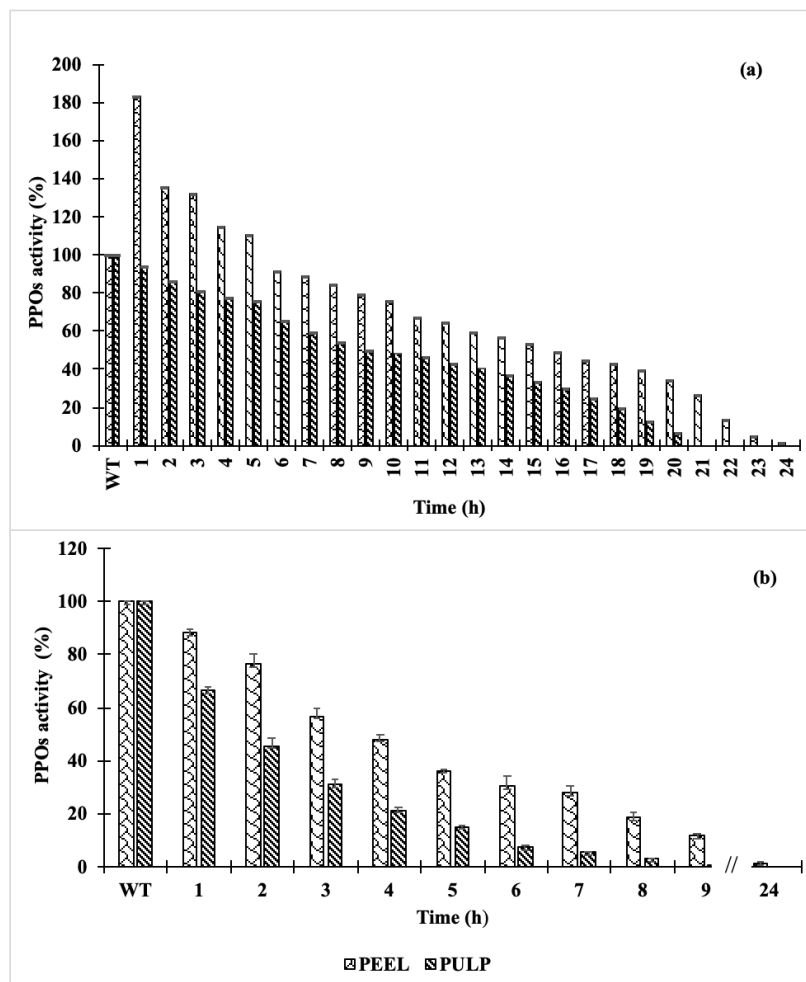 (a)
PPOs activity (%)
200
180
160
140
120
100
80
60
40
20
0
WT 1 2 3 4 5 6 7 8 9 10 11 12 13 14 15 16 17 18 19 20 21 22 23 24
Time (h)
(b)
PPOs activity (%)
120
100
80
60
40
20
0
WT 1 2 3 4 5 6 7 8 9 // 24
Time (h)
PEEL PULP